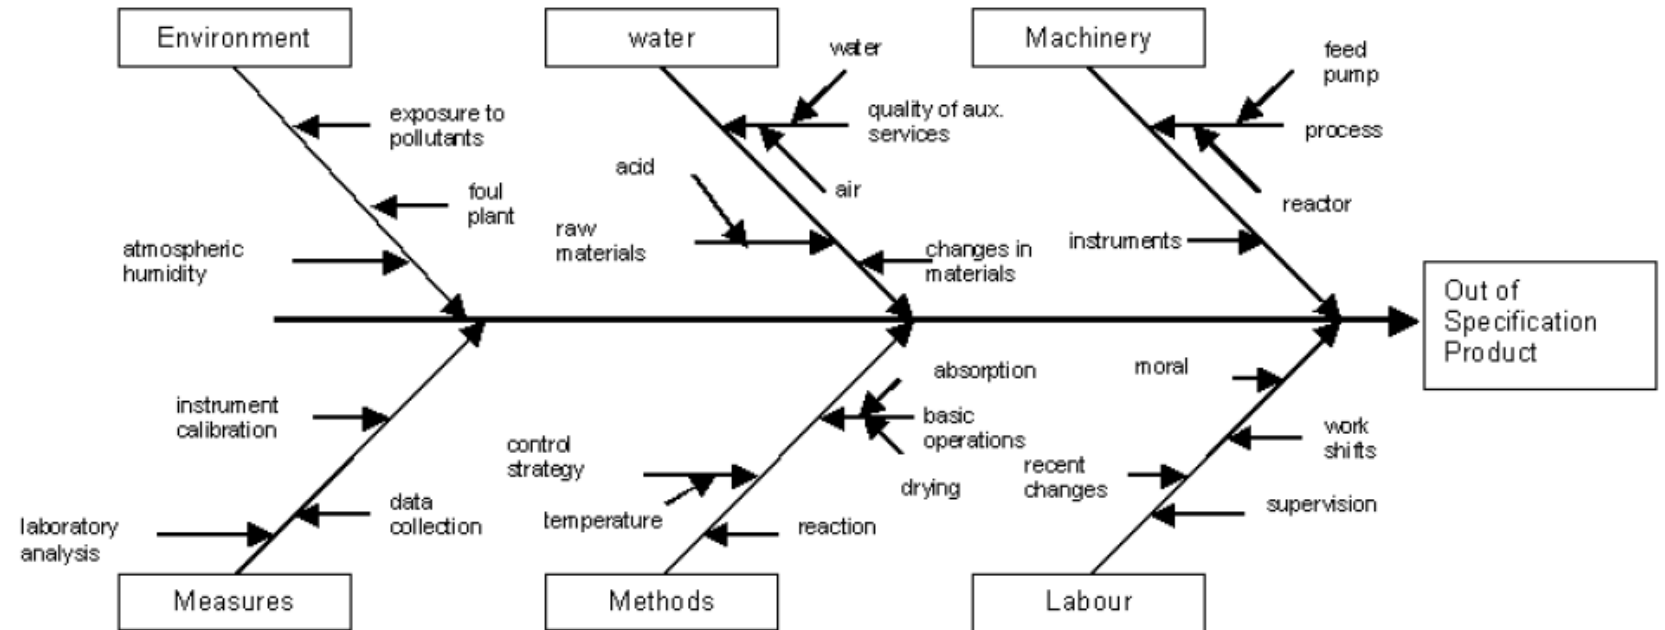 Environment
water
Machinery
water
feed
pump
exposure to
pollutants
quality of aux.
services
process
acid
foul
plant
air
reactor
raw
materials
atmospheric
humidity
changes in
materials
instruments
Out of
Specification
Product
absorption
moral
instrument
calibration
basic
operations
work
shifts
control
strategy
recent
changes
drying
data
collection
supervision
temperature
reaction
laboratory
analysis
Measures
Methods
Labour